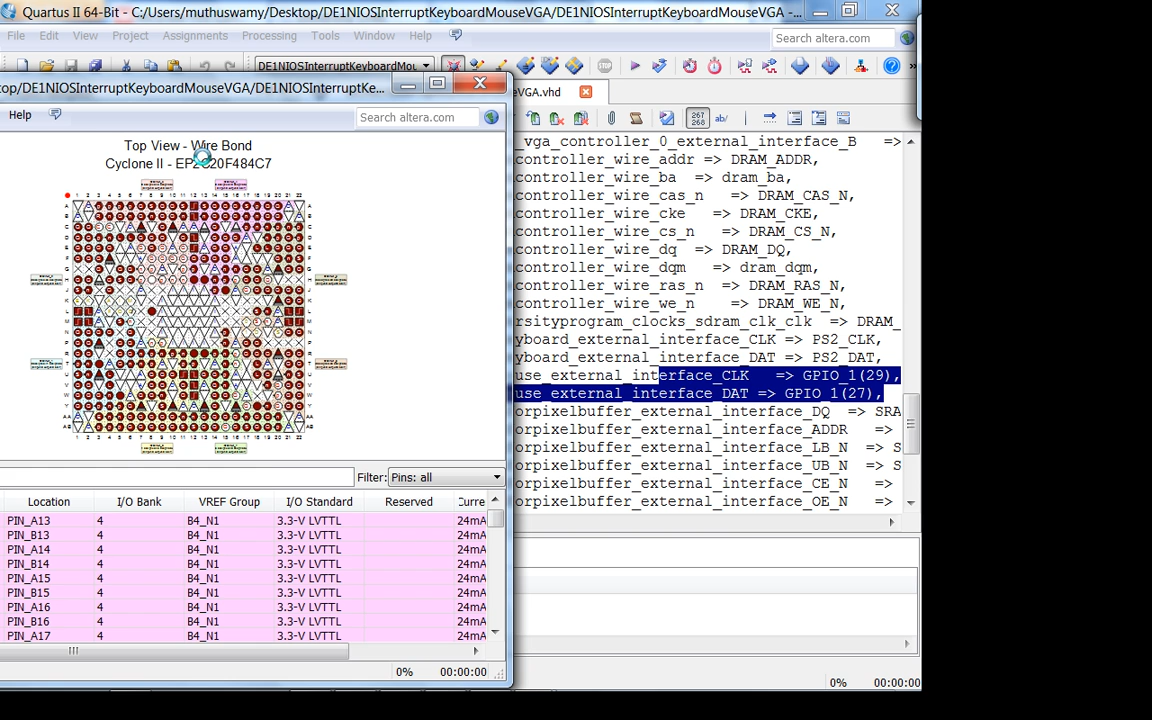 Quartus II 64-Bit - C:/Users/muthuswamy/Desktop/DE1NIOSInterruptKeyboardMouseVGA/DE1NIOSInterruptKeyboardMouseVGA -...
File Edit View Project Assignments Processing Tools Window Help
Search altera.com
DE1NIOSInterruptKeyboardMou
top/DE1NIOSInterruptKeyboardMouseVGA/DE1NIOSInterruptKe...
Help
Search altera.com
Top View - Wire Bond
Cyclone II - EP2C20F484C7
Filter: Pins: all
Location I/O Bank VREF Group I/O Standard Reserved Curre
PIN_A13 4 B4_N1 3.3-V LVTTL 24mA
PIN_B13 4 B4_N1 3.3-V LVTTL 24mA
PIN_A14 4 B4_N1 3.3-V LVTTL 24mA
PIN_B14 4 B4_N1 3.3-V LVTTL 24mA
PIN_A15 4 B4_N1 3.3-V LVTTL 24mA
PIN_B15 4 B4_N1 3.3-V LVTTL 24mA
PIN_A16 4 B4_N1 3.3-V LVTTL 24mA
PIN_B16 4 B4_N1 3.3-V LVTTL 24mA
PIN_A17 4 B4_N1 3.3-V LVTTL 24mA
0% 00:00:00
eVGA.vhd
267
268
ab/
_vga_controller_0_external_interface_B =>
controller_wire_addr => DRAM_ADDR,
controller_wire_ba => dram_ba,
controller_wire_cas_n => DRAM_CAS_N,
controller_wire_cke => DRAM_CKE,
controller_wire_cs_n => DRAM_CS_N,
controller_wire_dq => DRAM_DQ,
controller_wire_dqm => dram_dqm,
controller_wire_ras_n => DRAM_RAS_N,
controller_wire_we_n => DRAM_WE_N,
rsityprogram_clocks_sdram_clk_clk => DRAM_
yboard_external_interface_CLK => PS2_CLK,
yboard_external_interface_DAT => PS2_DAT,
use_external_interface_CLK => GPIO_1(29),
use_external_interface_DAT => GPIO_1(27),
orpixelbuffer_external_interface_DQ => SRA
orpixelbuffer_external_interface_ADDR =>
orpixelbuffer_external_interface_LB_N => S
orpixelbuffer_external_interface_UB_N => S
orpixelbuffer_external_interface_CE_N =>
orpixelbuffer_external_interface_OE_N =>
0% 00:00:00